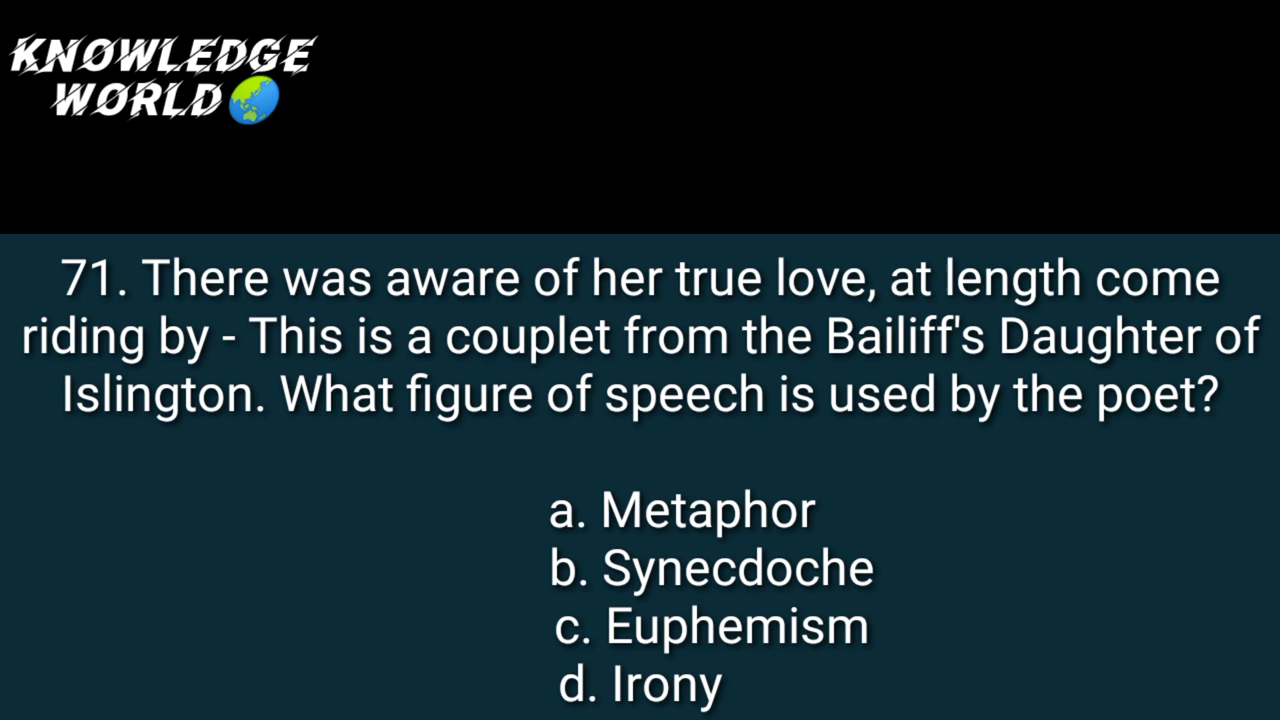 KNOWLEDGE
WORLD
71. There was aware of her true love, at length come
riding by - This is a couplet from the Bailiff's Daughter of
Islington. What figure of speech is used by the poet?
a. Metaphor
b. Synecdoche
c. Euphemism
d. Irony